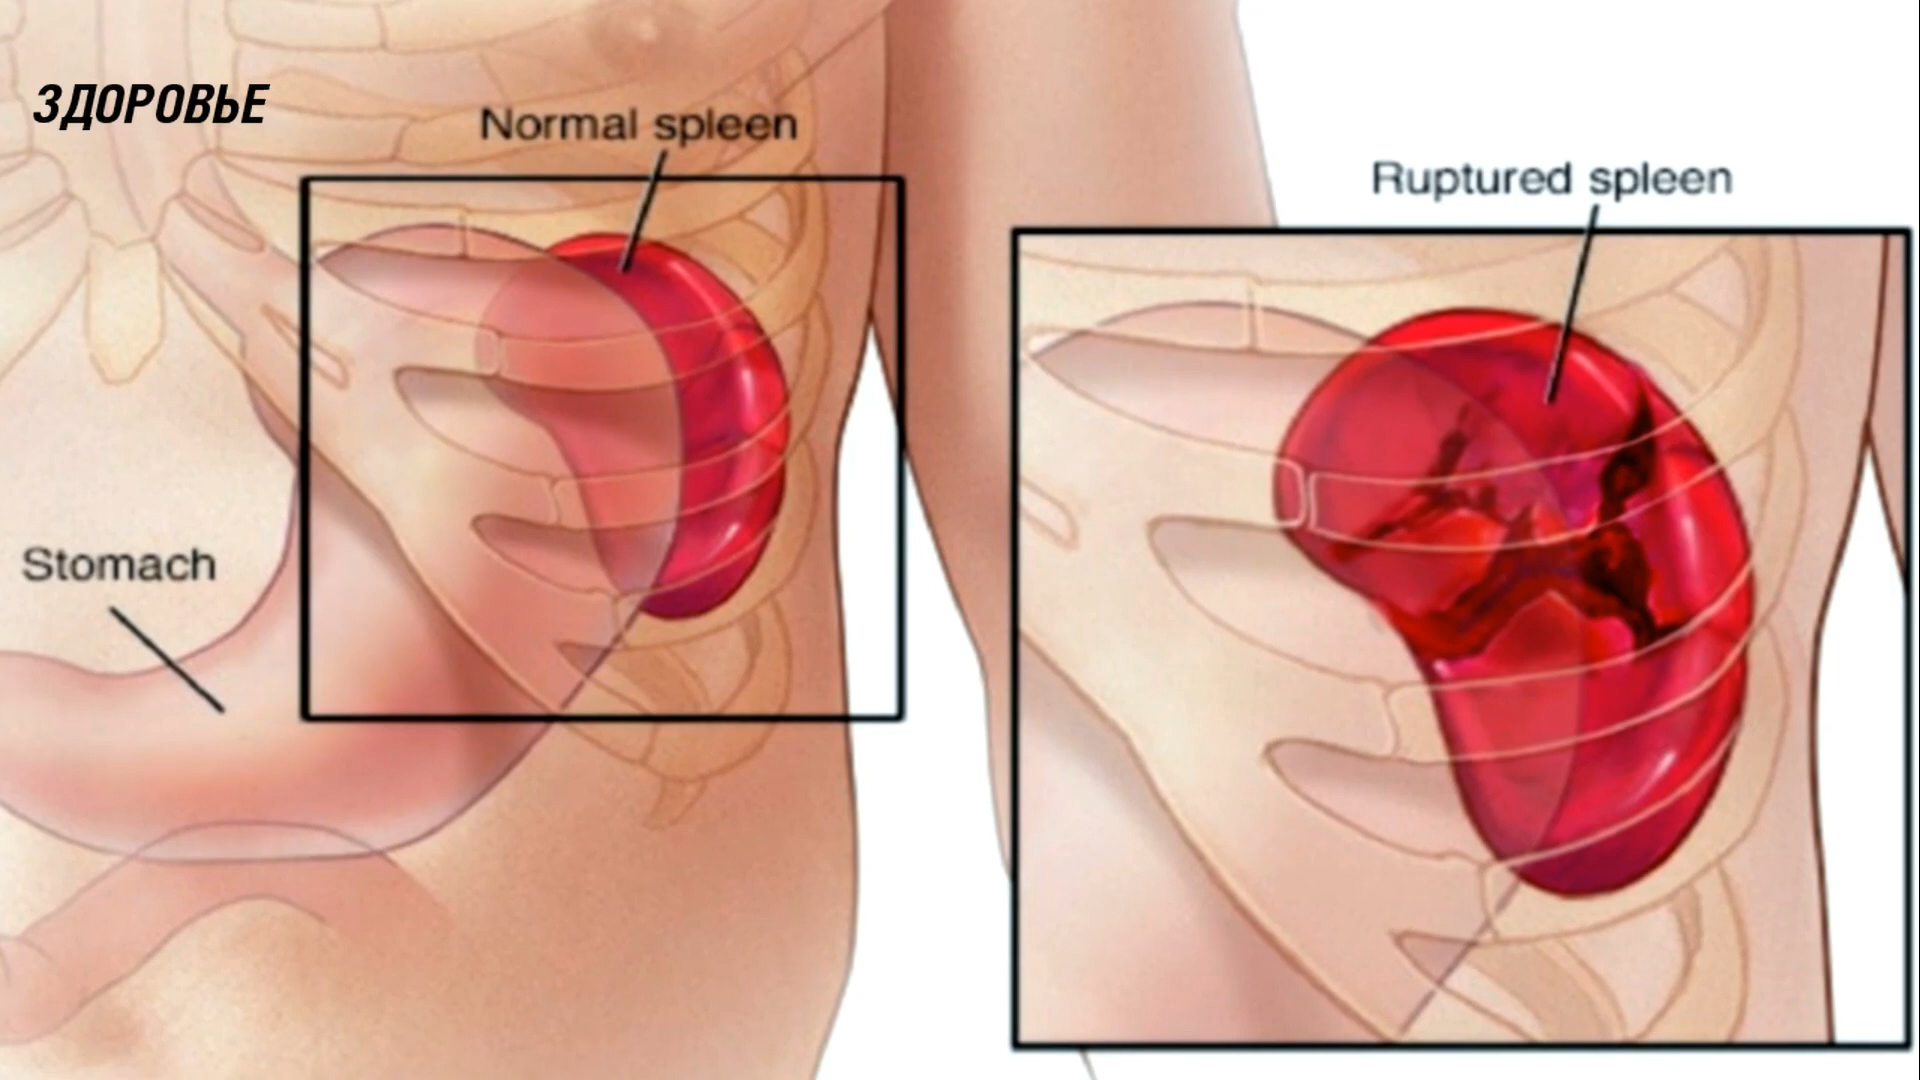 ЗДОРОВЬЕ
Normal spleen
Ruptured spleen
Stomach